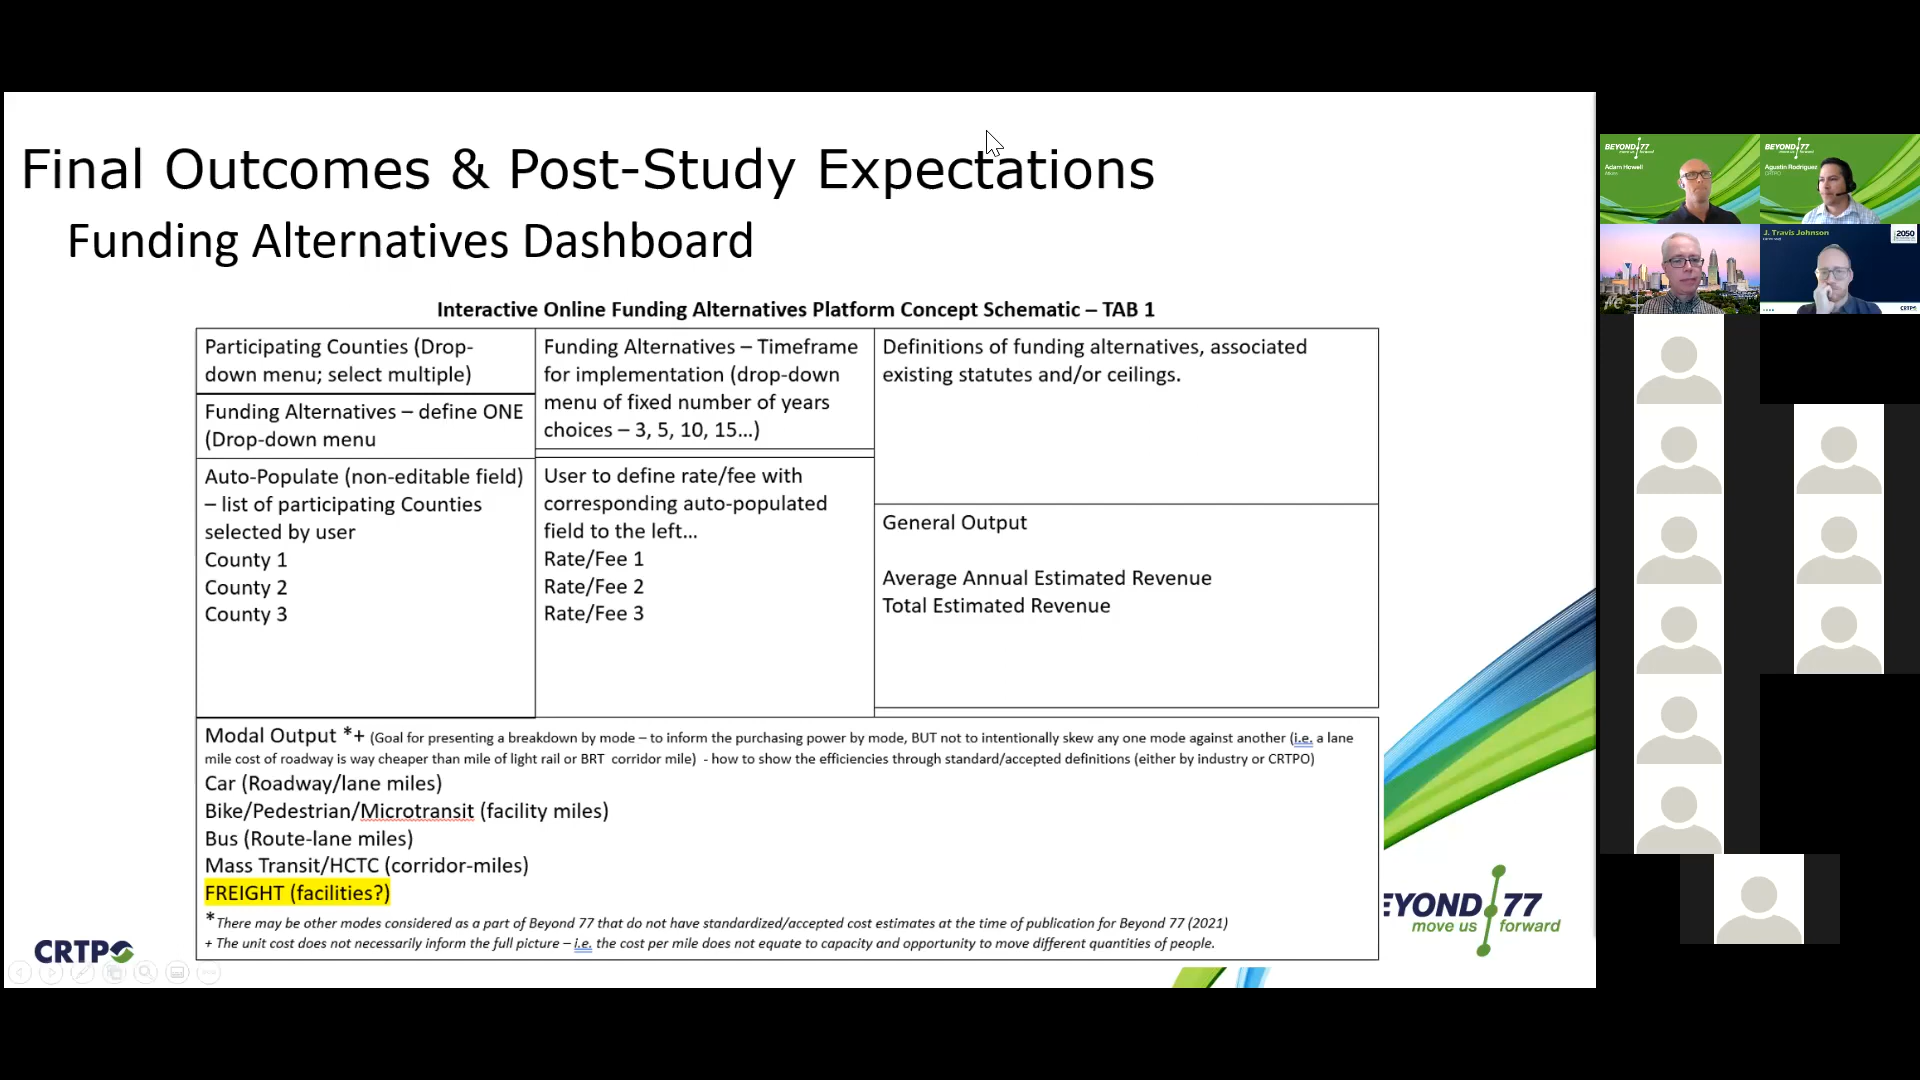 Final Outcomes & Post-Study Expectations
Funding Alternatives Dashboard
Interactive Online Funding Alternatives Platform Concept Schematic – TAB 1
Participating Counties (Drop-
down menu; select multiple)
Funding Alternatives – define ONE
(Drop-down menu
Auto-Populate (non-editable field)
– list of participating Counties
selected by user
County 1
County 2
County 3
Funding Alternatives – Timeframe
for implementation (drop-down
menu of fixed number of years
choices – 3, 5, 10, 15…)
User to define rate/fee with
corresponding auto-populated
field to the left…
Rate/Fee 1
Rate/Fee 2
Rate/Fee 3
Definitions of funding alternatives, associated
existing statutes and/or ceilings.
General Output
Average Annual Estimated Revenue
Total Estimated Revenue
Modal Output *+ (Goal for presenting a breakdown by mode – to inform the purchasing power by mode, BUT not to intentionally skew any one mode against another (i.e. a lane
mile cost of roadway is way cheaper than mile of light rail or BRT corridor mile) - how to show the efficiencies through standard/accepted definitions (either by industry or CRTPO)
Car (Roadway/lane miles)
Bike/Pedestrian/Microtransit (facility miles)
Bus (Route-lane miles)
Mass Transit/HCTC (corridor-miles)
FREIGHT (facilities?)
*There may be other modes considered as a part of Beyond 77 that do not have standardized/accepted cost estimates at the time of publication for Beyond 77 (2021)
+ The unit cost does not necessarily inform the full picture – i.e. the cost per mile does not equate to capacity and opportunity to move different quantities of people.
CRTPO
EYOND 77
move us forward
BEYOND 77
Adam Howell
BEYOND 77
Agustin Rodriguez
CRTPO
J. Travis Johnson
2050
CRTPO